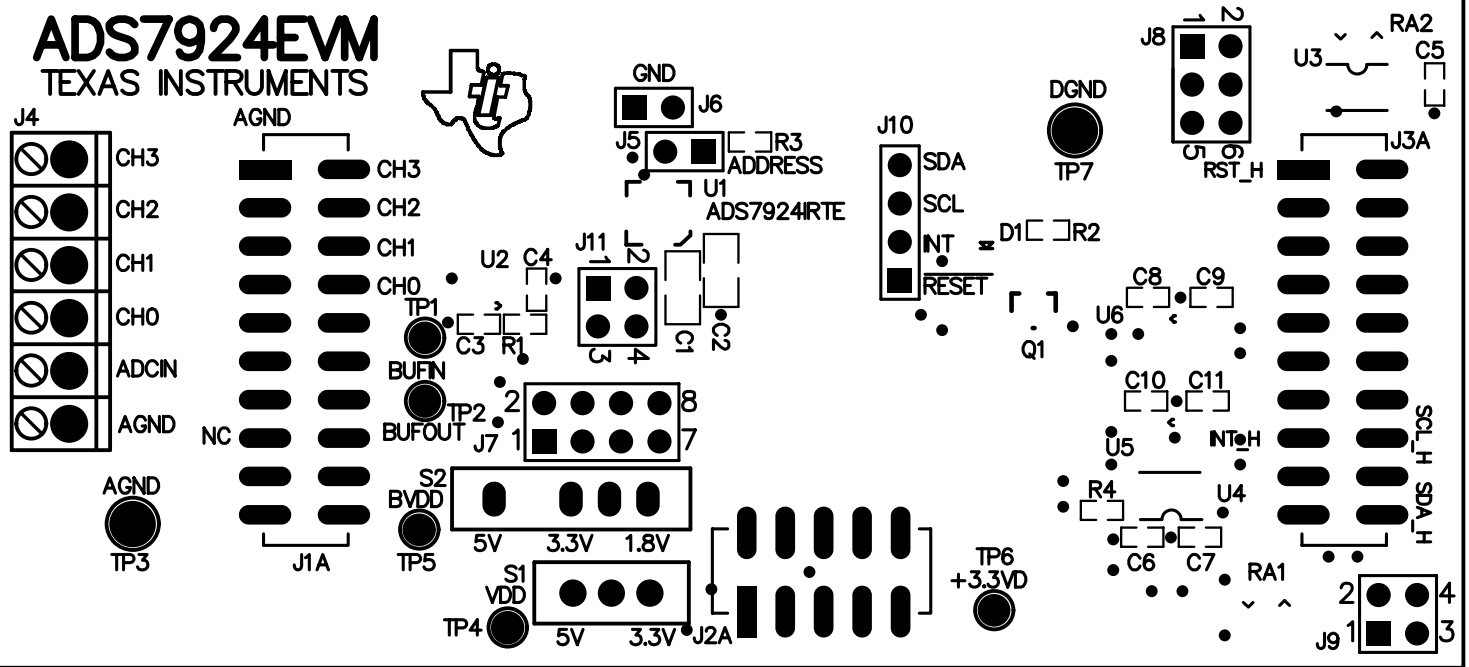 ADS7924EVM
TEXAS INSTRUMENTS
J4
CH3
CH2
CH1
CH0
ADCIN
AGND
AGND
TP3
AGND
CH3
CH2
CH1
CH0
NC
J1A
TP1
BUFIN
TP2
BUFOUT
BVDD
TP5
GND
J6
J5
R3
ADDRESS
U1
ADS7924IRTE
U2
C4
C3
R1
J11
1
2
3
4
C1
C2
2
8
1
7
J7
S2
5V
3.3V
1.8V
S1
VDD
TP4
5V
3.3V
J2A
J10
SDA
SCL
INT
RESET
DGND
TP7
D1
R2
Q1
TP6
+3.3VD
J8
1
2
5
6
RA2
U3
C5
J3A
RST_H
C8
C9
U6
C10
C11
INT_H
U5
R4
U4
C6
C7
RA1
SCL_H
SDA_H
2
4
1
3
J9